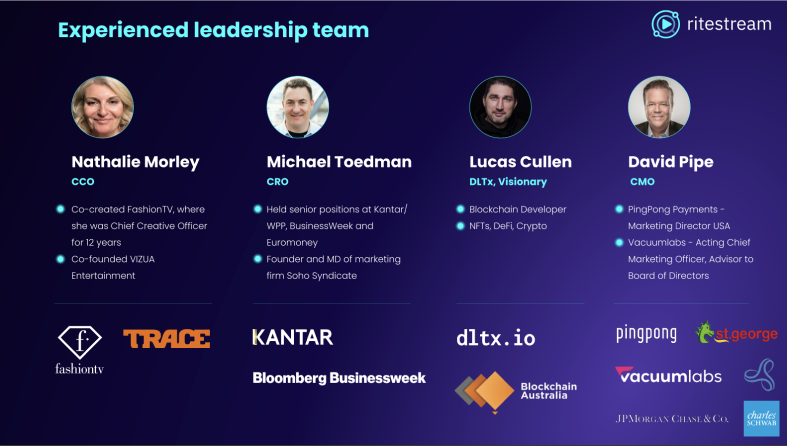 Experienced leadership team
ritestream
Nathalie Morley
CCO
Co-created FashionTV, where
she was Chief Creative Officer
for 12 years
Co-founded VIZUA
Entertainment
f
fashiontv
TRACE
Michael Toedman
CRO
Held senior positions at Kantar/
WPP, BusinessWeek and
Euromoney
Founder and MD of marketing
firm Soho Syndicate
KANTAR
Bloomberg Businessweek
Lucas Cullen
DLTx, Visionary
Blockchain Developer
NFTs, DeFi, Crypto
dltx.io
Blockchain
Australia
David Pipe
CMO
PingPong Payments -
Marketing Director USA
Vacuumlabs - Acting Chief
Marketing Officer, Advisor to
Board of Directors
pingpong
st.george
vacuumlabs
JPMORGAN CHASE & CO.
charles
SCHWAB